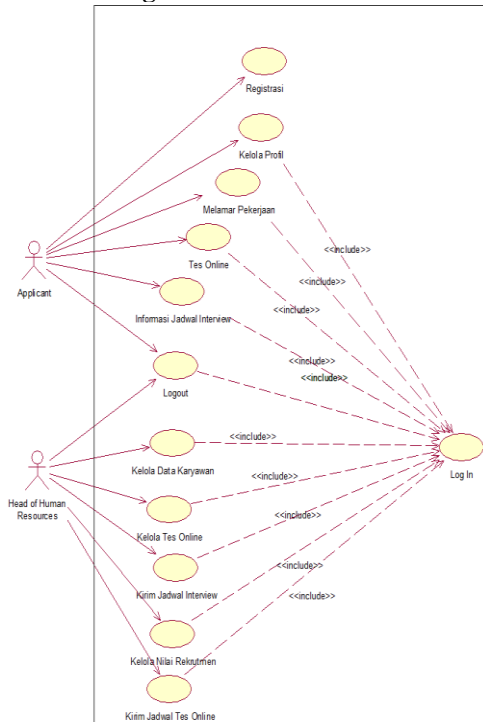 Registrasi
Kelola Profil
Melamar Pekerjaan
<<include>>
Tes Online
Applicant
<<include>>
Informasi Jadwal Interview
<<include>>
<<include>>
Logout
<<include>>
Kelola Data Karyawan
Log In
<<include>>
Head of Human
Resources
Kelola Tes Online
<<include>>
<<include>>
Kirim Jadwal Interview
<<include>>
Kelola Nilai Rekrutmen
Kirim Jadwal Tes Online